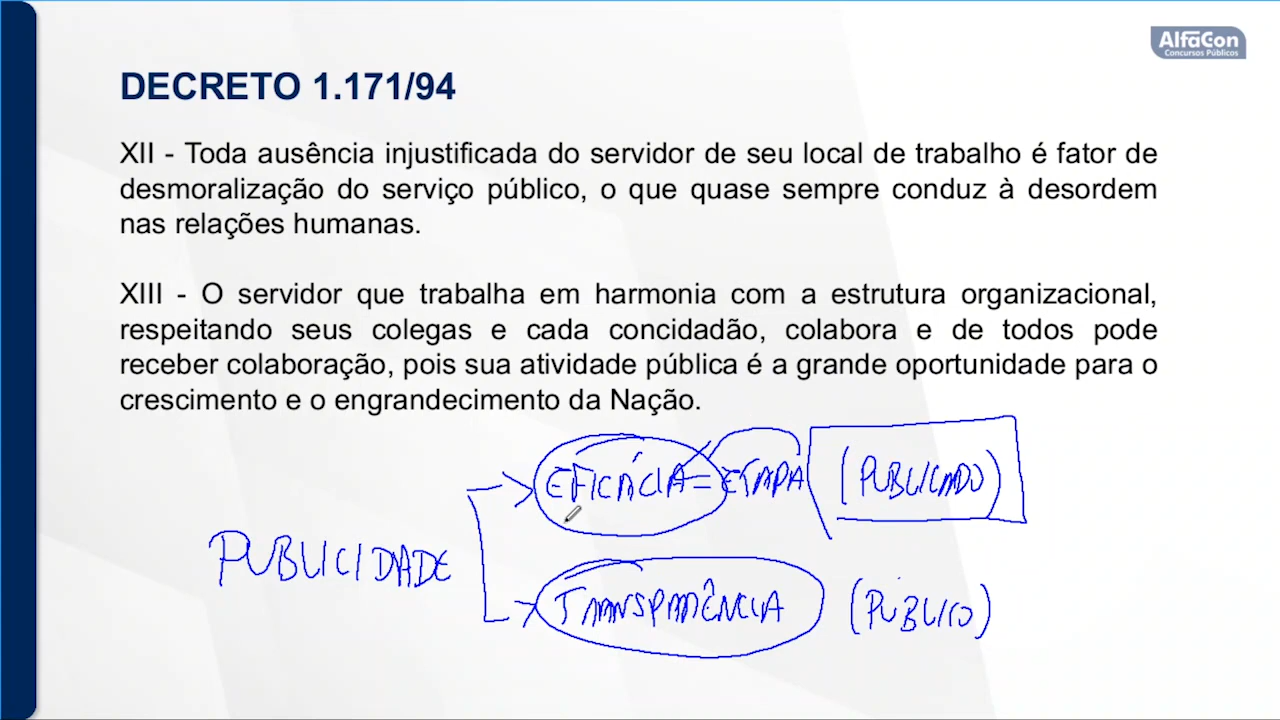 AlfaCon
Concursos Públicos
DECRETO 1.171/94
XII - Toda ausência injustificada do servidor de seu local de trabalho é fator de
desmoralização do serviço público, o que quase sempre conduz à desordem
nas relações humanas.
XIII - O servidor que trabalha em harmonia com a estrutura organizacional,
respeitando seus colegas e cada concidadão, colabora e de todos pode
receber colaboração, pois sua atividade pública é a grande oportunidade para o
crescimento e o engrandecimento da Nação.
EFICÁCIA = ETAPA (PUBLICADO)
PUBLICIDADE
TRANSPARÊNCIA (PÚBLICO)